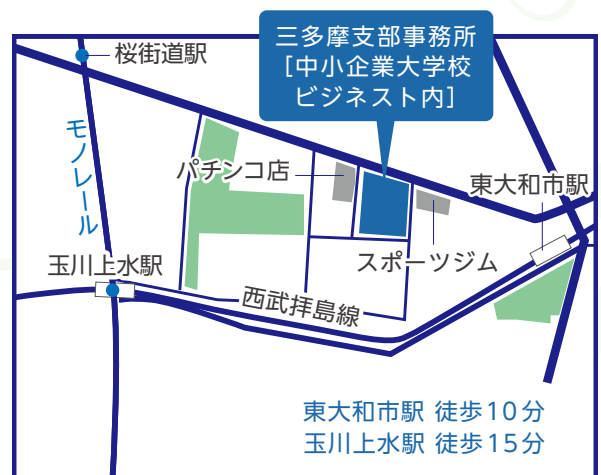 三多摩支部事務所
[中小企業大学校
ビジネスト内]
桜街道駅
モノレール
パチンコ店
東大和市駅
スポーツジム
玉川上水駅
西武拝島線
東大和市駅 徒歩10分
玉川上水駅 徒歩15分